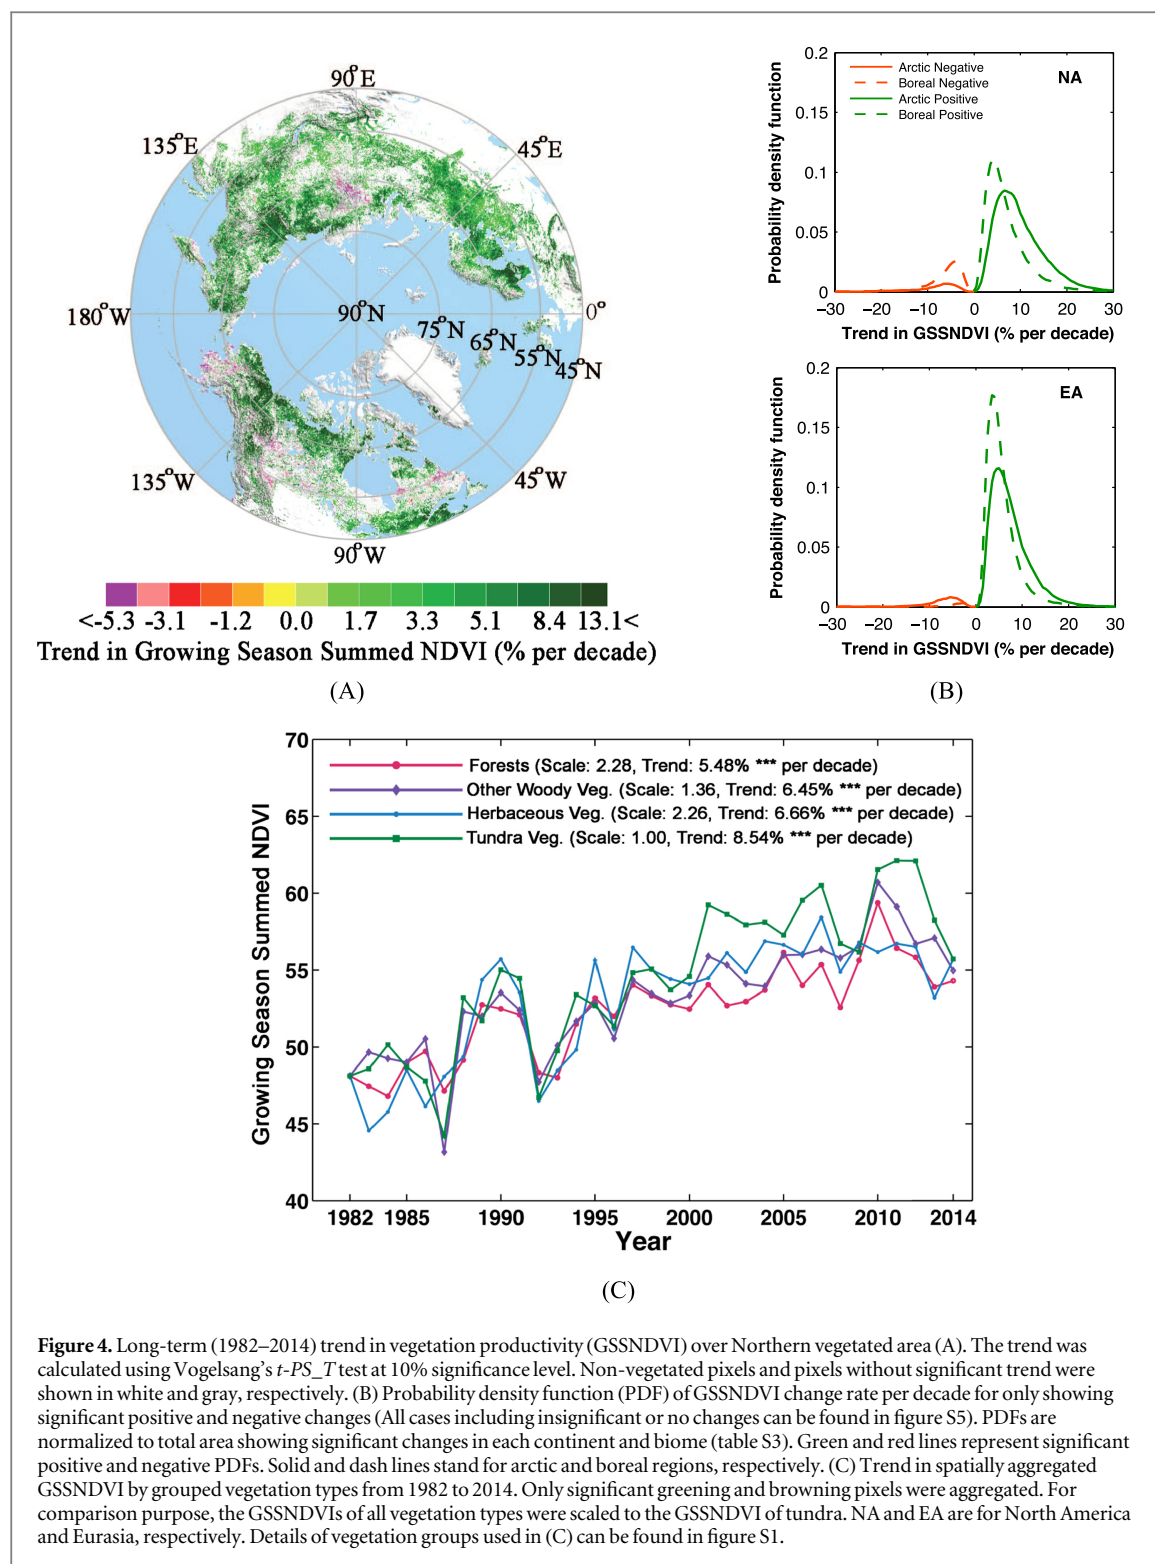 90°E
135°E
45°E
180°W
90°N
75°N
65°N
55°N
45°N
0°
135°W
45°W
90°W
<-5.3 -3.1 -1.2 0.0 1.7 3.3 5.1 8.4 13.1<
Trend in Growing Season Summed NDVI (% per decade)
(A)
0.2
0.15
0.1
0.05
0
Probability density function
Arctic Negative
Boreal Negative
Arctic Positive
Boreal Positive
NA
−30 −20 −10 0 10 20 30
Trend in GSSNDVI (% per decade)
0.2
0.15
0.1
0.05
0
Probability density function
EA
−30 −20 −10 0 10 20 30
Trend in GSSNDVI (% per decade)
(B)
70
65
60
55
50
45
40
Growing Season Summed NDVI
Forests (Scale: 2.28, Trend: 5.48% *** per decade)
Other Woody Veg. (Scale: 1.36, Trend: 6.45% *** per decade)
Herbaceous Veg. (Scale: 2.26, Trend: 6.66% *** per decade)
Tundra Veg. (Scale: 1.00, Trend: 8.54% *** per decade)
1982 1985 1990 1995 2000 2005 2010 2014
Year
(C)
Figure 4. Long-term (1982–2014) trend in vegetation productivity (GSSNDVI) over Northern vegetated area (A). The trend was
calculated using Vogelsang's t-PS_T test at 10% significance level. Non-vegetated pixels and pixels without significant trend were
shown in white and gray, respectively. (B) Probability density function (PDF) of GSSNDVI change rate per decade for only showing
significant positive and negative changes (All cases including insignificant or no changes can be found in figure S5). PDFs are
normalized to total area showing significant changes in each continent and biome (table S3). Green and red lines represent significant
positive and negative PDFs. Solid and dash lines stand for arctic and boreal regions, respectively. (C) Trend in spatially aggregated
GSSNDVI by grouped vegetation types from 1982 to 2014. Only significant greening and browning pixels were aggregated. For
comparison purpose, the GSSNDVIs of all vegetation types were scaled to the GSSNDVI of tundra. NA and EA are for North America
and Eurasia, respectively. Details of vegetation groups used in (C) can be found in figure S1.